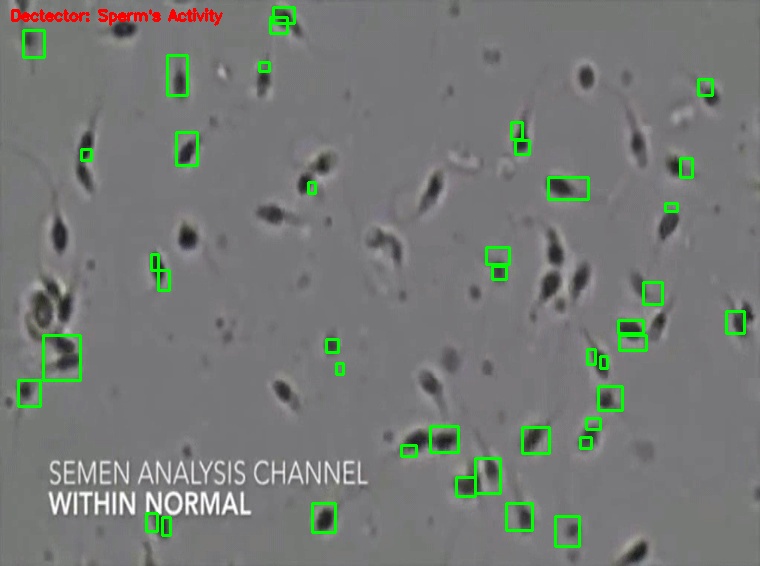 Dectector: Sperm's Activity
SEMEN ANALYSIS CHANNEL
WITHIN NORMAL